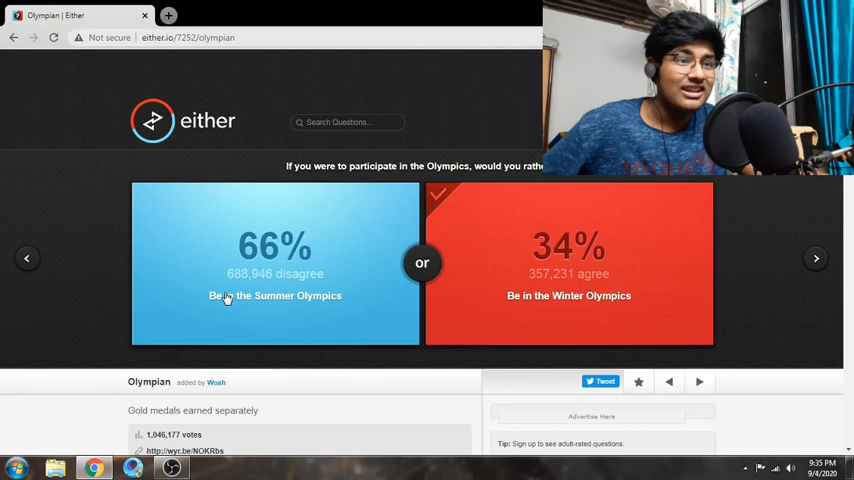 Olympian | Either
Not secure | either.io/7252/olympian
either
Search Questions...
If you were to participate in the Olympics, would you rath
66%
688,946 disagree
Be in the Summer Olympics
or
34%
357,231 agree
Be in the Winter Olympics
Olympian added by Woah
Tweet
Gold medals earned separately
Advertise Here
1,046,177 votes
http://wyr.be/NOKRbs
Tip: Sign up to see adult-rated questions.
9:35 PM
9/4/2020